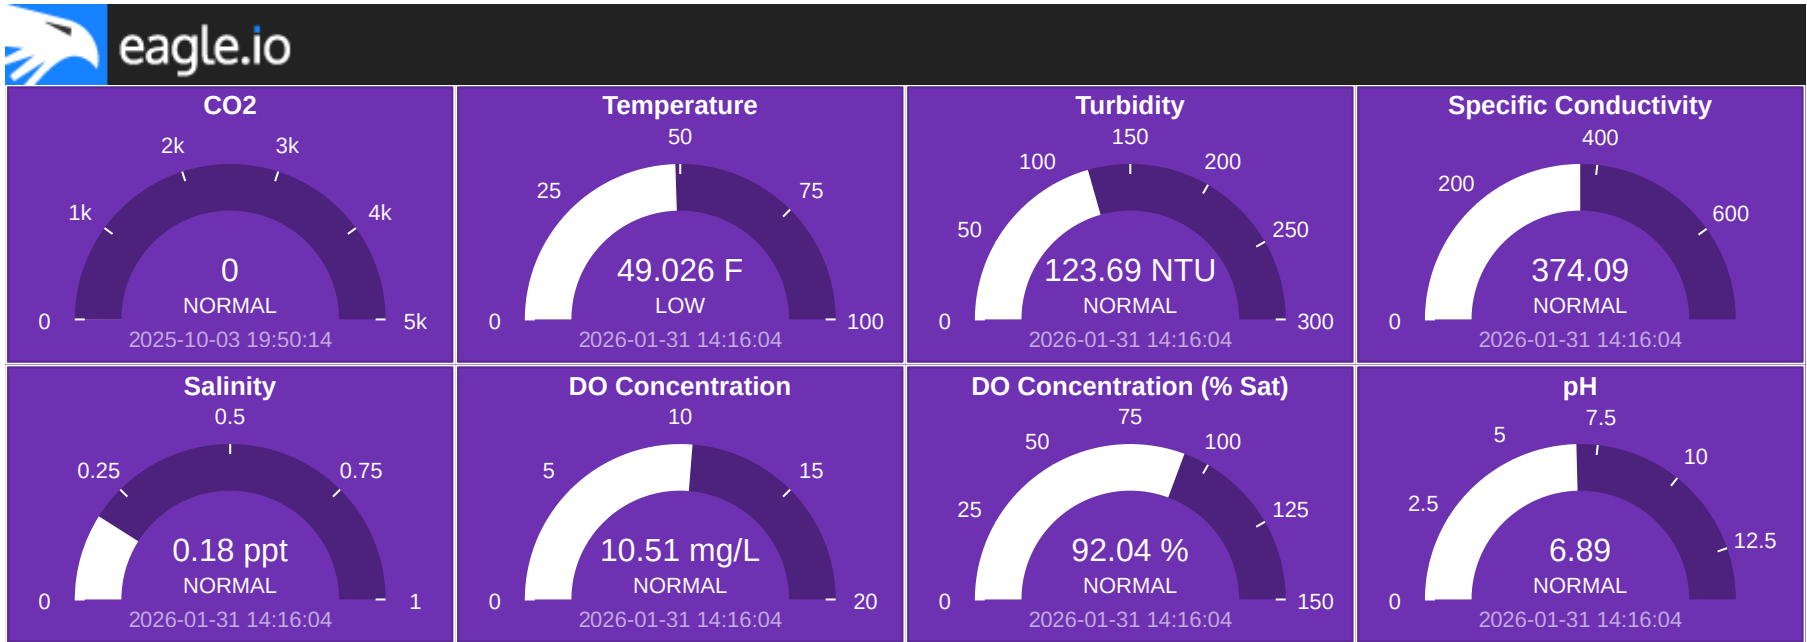 eagle.io
CO2
0
1k
2k
3k
4k
5k
0
NORMAL
2025-10-03 19:50:14
Temperature
0
25
50
75
100
49.026 F
LOW
2026-01-31 14:16:04
Turbidity
0
50
100
150
200
250
300
123.69 NTU
NORMAL
2026-01-31 14:16:04
Specific Conductivity
0
200
400
600
374.09
NORMAL
2026-01-31 14:16:04
Salinity
0
0.25
0.5
0.75
1
0.18 ppt
NORMAL
2026-01-31 14:16:04
DO Concentration
0
5
10
15
20
10.51 mg/L
NORMAL
2026-01-31 14:16:04
DO Concentration (% Sat)
0
25
50
75
100
125
150
92.04 %
NORMAL
2026-01-31 14:16:04
pH
0
2.5
5
7.5
10
12.5
6.89
NORMAL
2026-01-31 14:16:04